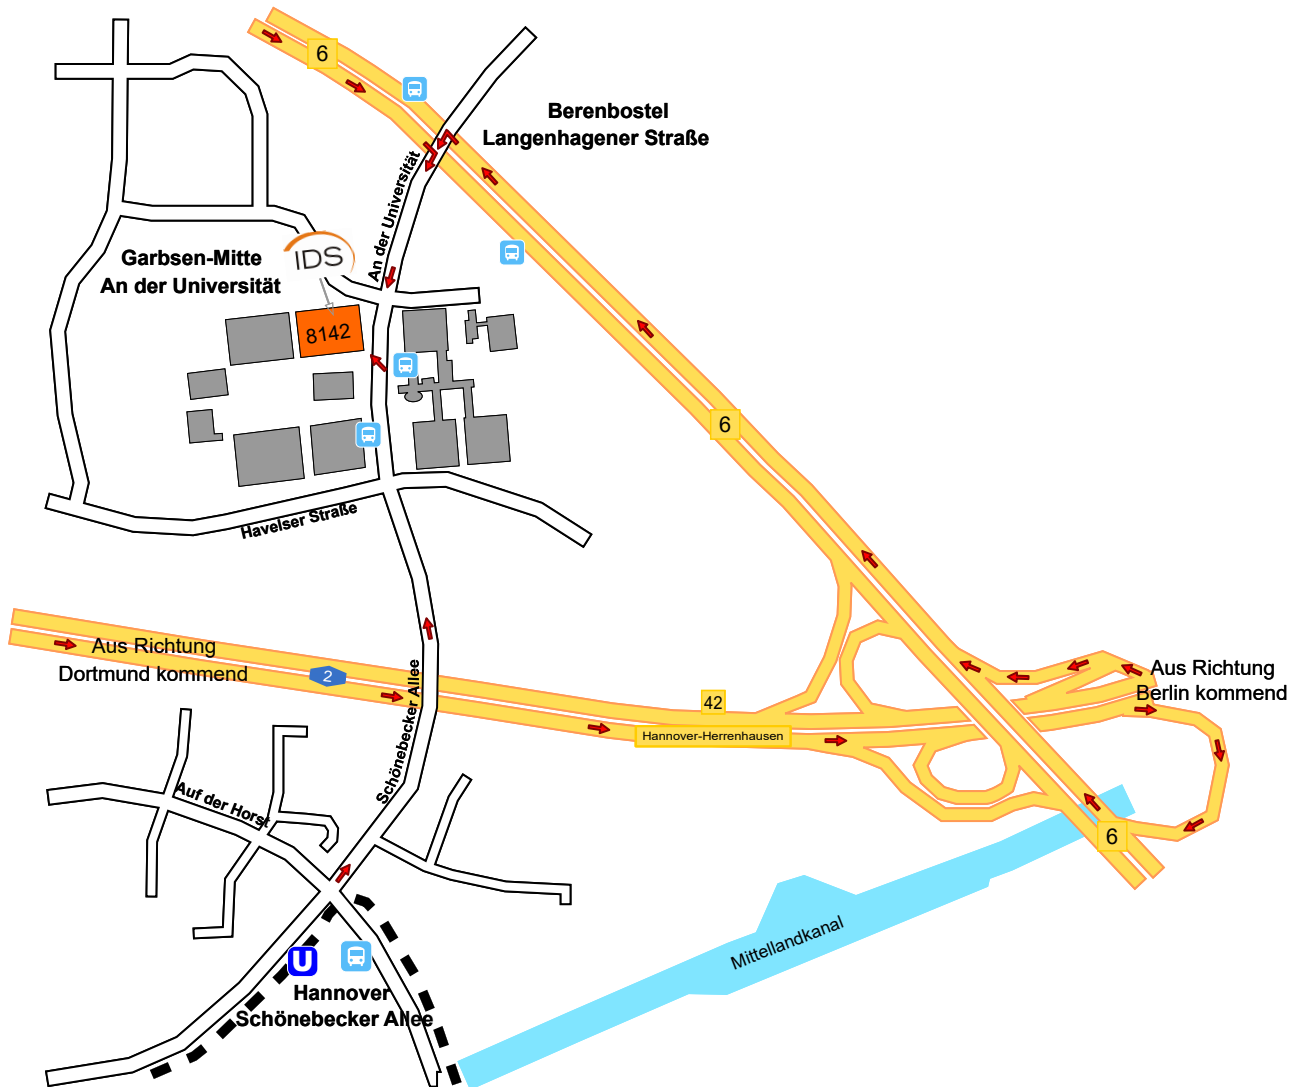 6
Berenbostel
Langenhagener Straße
An der Universität
Garbsen-Mitte
An der Universität
IDS
8142
6
Havelser Straße
Aus Richtung
Dortmund kommend
2
Schönebecker Allee
42
Hannover-Herrenhausen
Aus Richtung
Berlin kommend
Auf der Horst
6
Mittellandkanal
U
Hannover
Schönebecker Allee